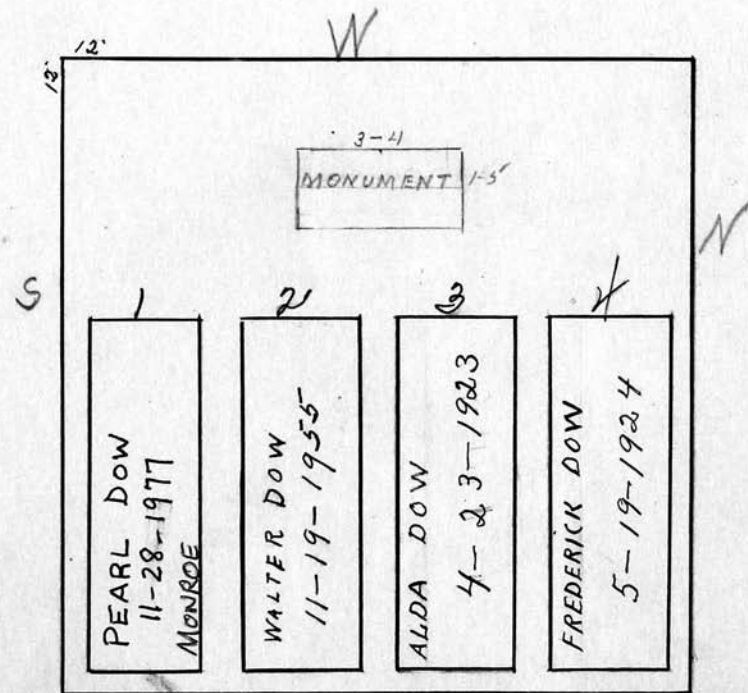 W
12'
12'
3-4
MONUMENT 1-5
N
S
1 2 3 4
PEARL DOW
11-28-1977
MONROE
WALTER DOW
11-19-1955
ALDA DOW
4-23-1923
FREDERICK DOW
5-19-1924